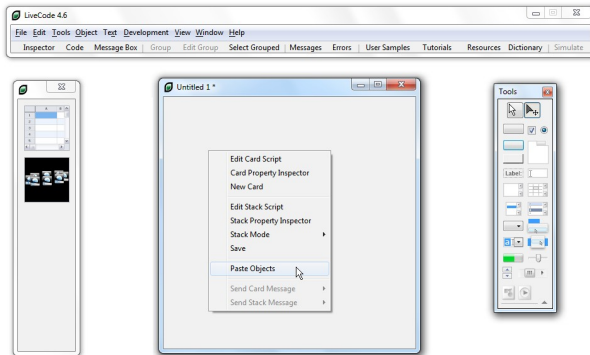 LiveCode 4.6
File Edit Tools Object Text Development View Window Help
Inspector Code Message Box Group Edit Group Select Grouped Messages Errors User Samples Tutorials Resources Dictionary Simulate
Untitled 1 *
Tools
Edit Card Script
Card Property Inspector
New Card
Edit Stack Script
Stack Property Inspector
Stack Mode
Save
Paste Objects
Send Card Message
Send Stack Message
Label: